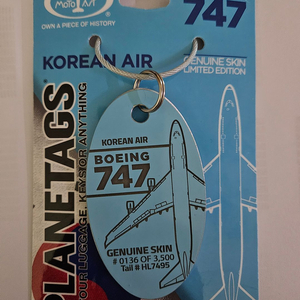 MotoArt
OWN A PIECE OF HISTORY
747
KOREAN AIR
GENUINE SKIN
LIMITED EDITION
PLANETAGS
YOUR LUGGAGE, KEYS OR ANYTHING
KOREAN AIR
BOEING
747
GENUINE SKIN
# 0136 OF 3,500
Tail # HL7495